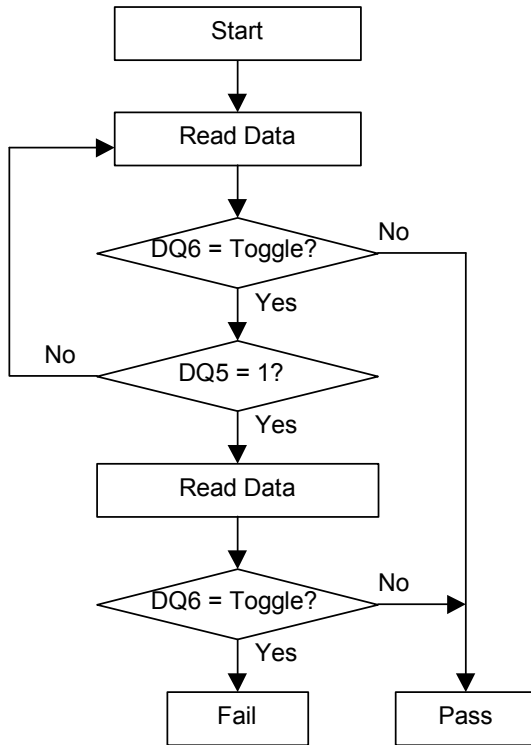 Start
Read Data
DQ6 = Toggle?
No
Yes
No
DQ5 = 1?
Yes
Read Data
DQ6 = Toggle?
No
Yes
Fail
Pass